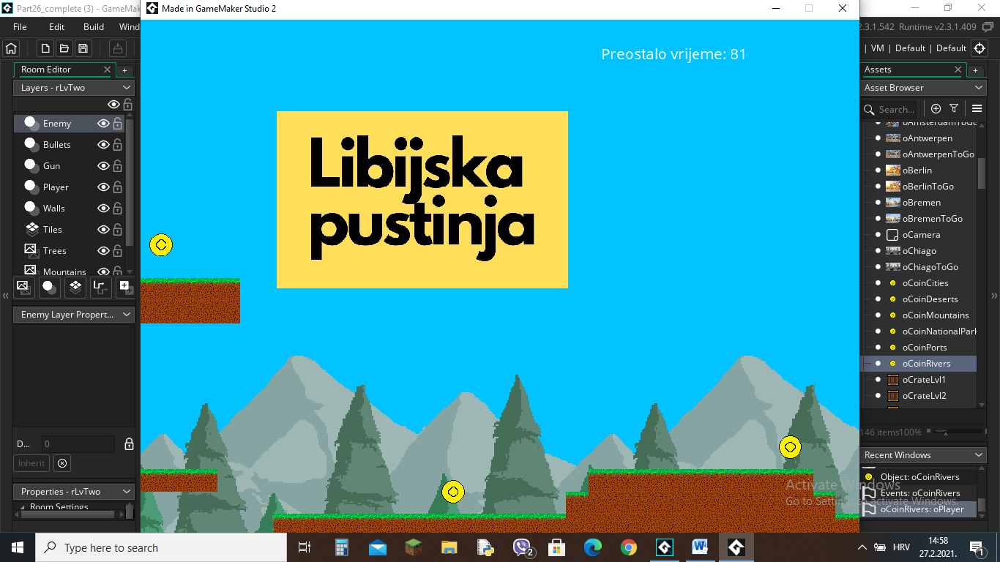 Part26_complete (3) - GameMak
Made in GameMaker Studio 2
File Edit Build Wind
2.3.1.542 Runtime v2.3.1.409
| VM | Default | Default
Room Editor
Layers - rLvTwo
Enemy
Bullets
Gun
Player
Walls
Tiles
Trees
Mountains
Enemy Layer Propert...
D... 0
Inherit
Properties - rLvTwo
Room Settings
Preostalo vrijeme: 81
Libijska
pustinja
Assets
Asset Browser
Search...
oAmsterdamToGo
oAntwerpen
oAntwerpenToGo
oBerlin
oBerlinToGo
oBremen
oBremenToGo
oCamera
oChiago
oChiagoToGo
oCoinCities
oCoinDeserts
oCoinMountains
oCoinNationalPark
oCoinPorts
oCoinRivers
oCrateLvl1
oCrateLvl2
146 items 100%
Recent Windows
Object: oCoinRivers
Events: oCoinRivers
oCoinRivers: oPlayer
Activate Windows
Go to Settings to activate Windows.
Type here to search
2
HRV
14:58
27.2.2021.
1